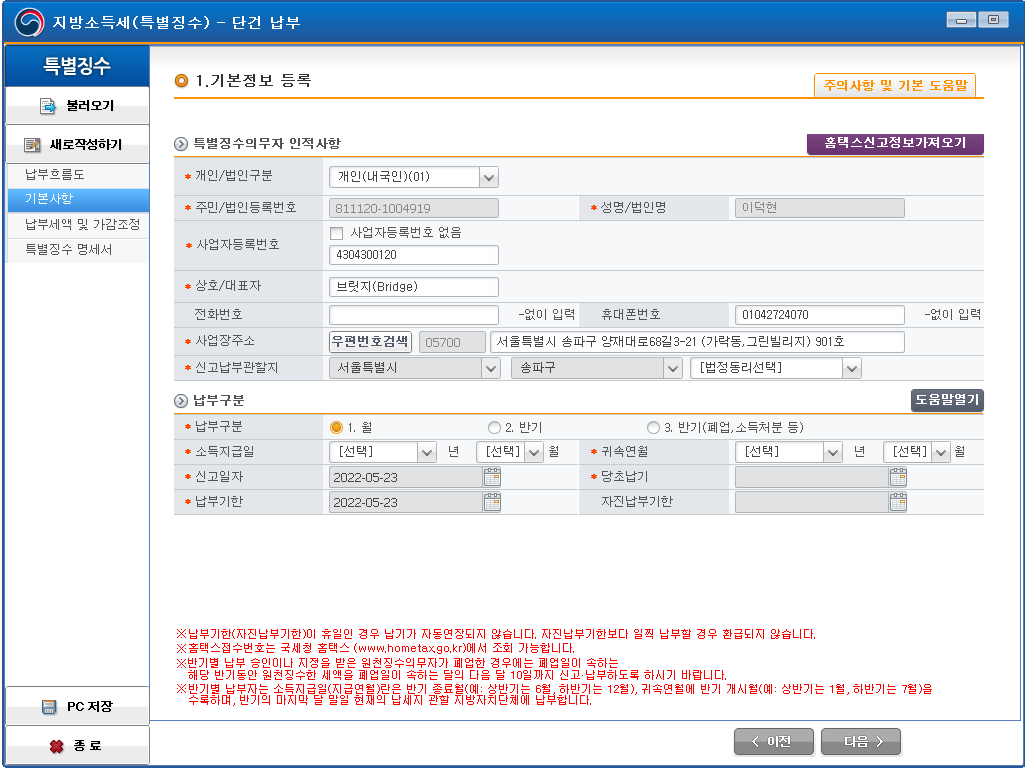 지방소득세(특별징수) - 단건 납부
특별징수
불러오기
새로작성하기
납부흐름도
기본사항
납부세액 및 가감조정
특별징수 명세서
PC 저장
종 료
1.기본정보 등록
주의사항 및 기본 도움말
특별징수의무자 인적사항
홈택스신고정보가져오기
* 개인/법인구분 개인(내국인)(01)
* 주민/법인등록번호 811120-1004919 * 성명/법인명 이덕현
* 사업자등록번호 사업자등록번호 없음
4304300120
* 상호/대표자 브럿지(Bridge)
전화번호 -없이 입력 휴대폰번호 01042724070 -없이 입력
* 사업장주소 우편번호검색 05700 서울특별시 송파구 양재대로68길3-21 (가락동,그린빌리지) 901호
* 신고납부관할지 서울특별시 송파구 [법정동리선택]
납부구분
도움말열기
* 납부구분 1. 월 2. 반기 3. 반기(폐업,소득처분 등)
* 소득지급일 [선택] 년 [선택] 월 * 귀속연월 [선택] 년 [선택] 월
* 신고일자 2022-05-23 * 당초납기
* 납부기한 2022-05-23 자진납부기한
※납부기한(자진납부기한)이 휴일인 경우 납기가 자동연장되지 않습니다. 자진납부기한보다 일찍 납부할 경우 환급되지 않습니다.
※홈택스접수번호는 국세청 홈택스 (www.hometax.go.kr)에서 조회 가능합니다.
※반기별 납부 승인이나 지정을 받은 원천징수의무자가 폐업한 경우에는 폐업일이 속하는
해당 반기동안 원천징수한 세액을 폐업일이 속하는 달의 다음 달 10일까지 신고·납부하도록 하시기 바랍니다.
※반기별 납부자는 소득지급일(지급연월)란은 반기 종료월(예: 상반기는 6월, 하반기는 12월), 귀속연월에 반기 개시월(예: 상반기는 1월, 하반기는 7월)을
수록하며, 반기의 마지막 달 말일 현재의 납세지 관할 지방자치단체에 납부합니다.
< 이전
다음 >